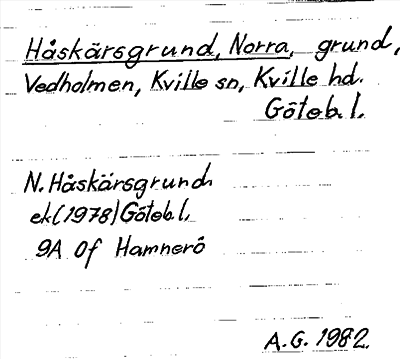 Håskärsgrund, Norra, grund,
Vedholmen, Kville sn, Kville hd.
Göteb. l.
N. Håskärsgrund
ek (1978) Göteb. l.
9A 0f Hamnerö
A.G. 1982.